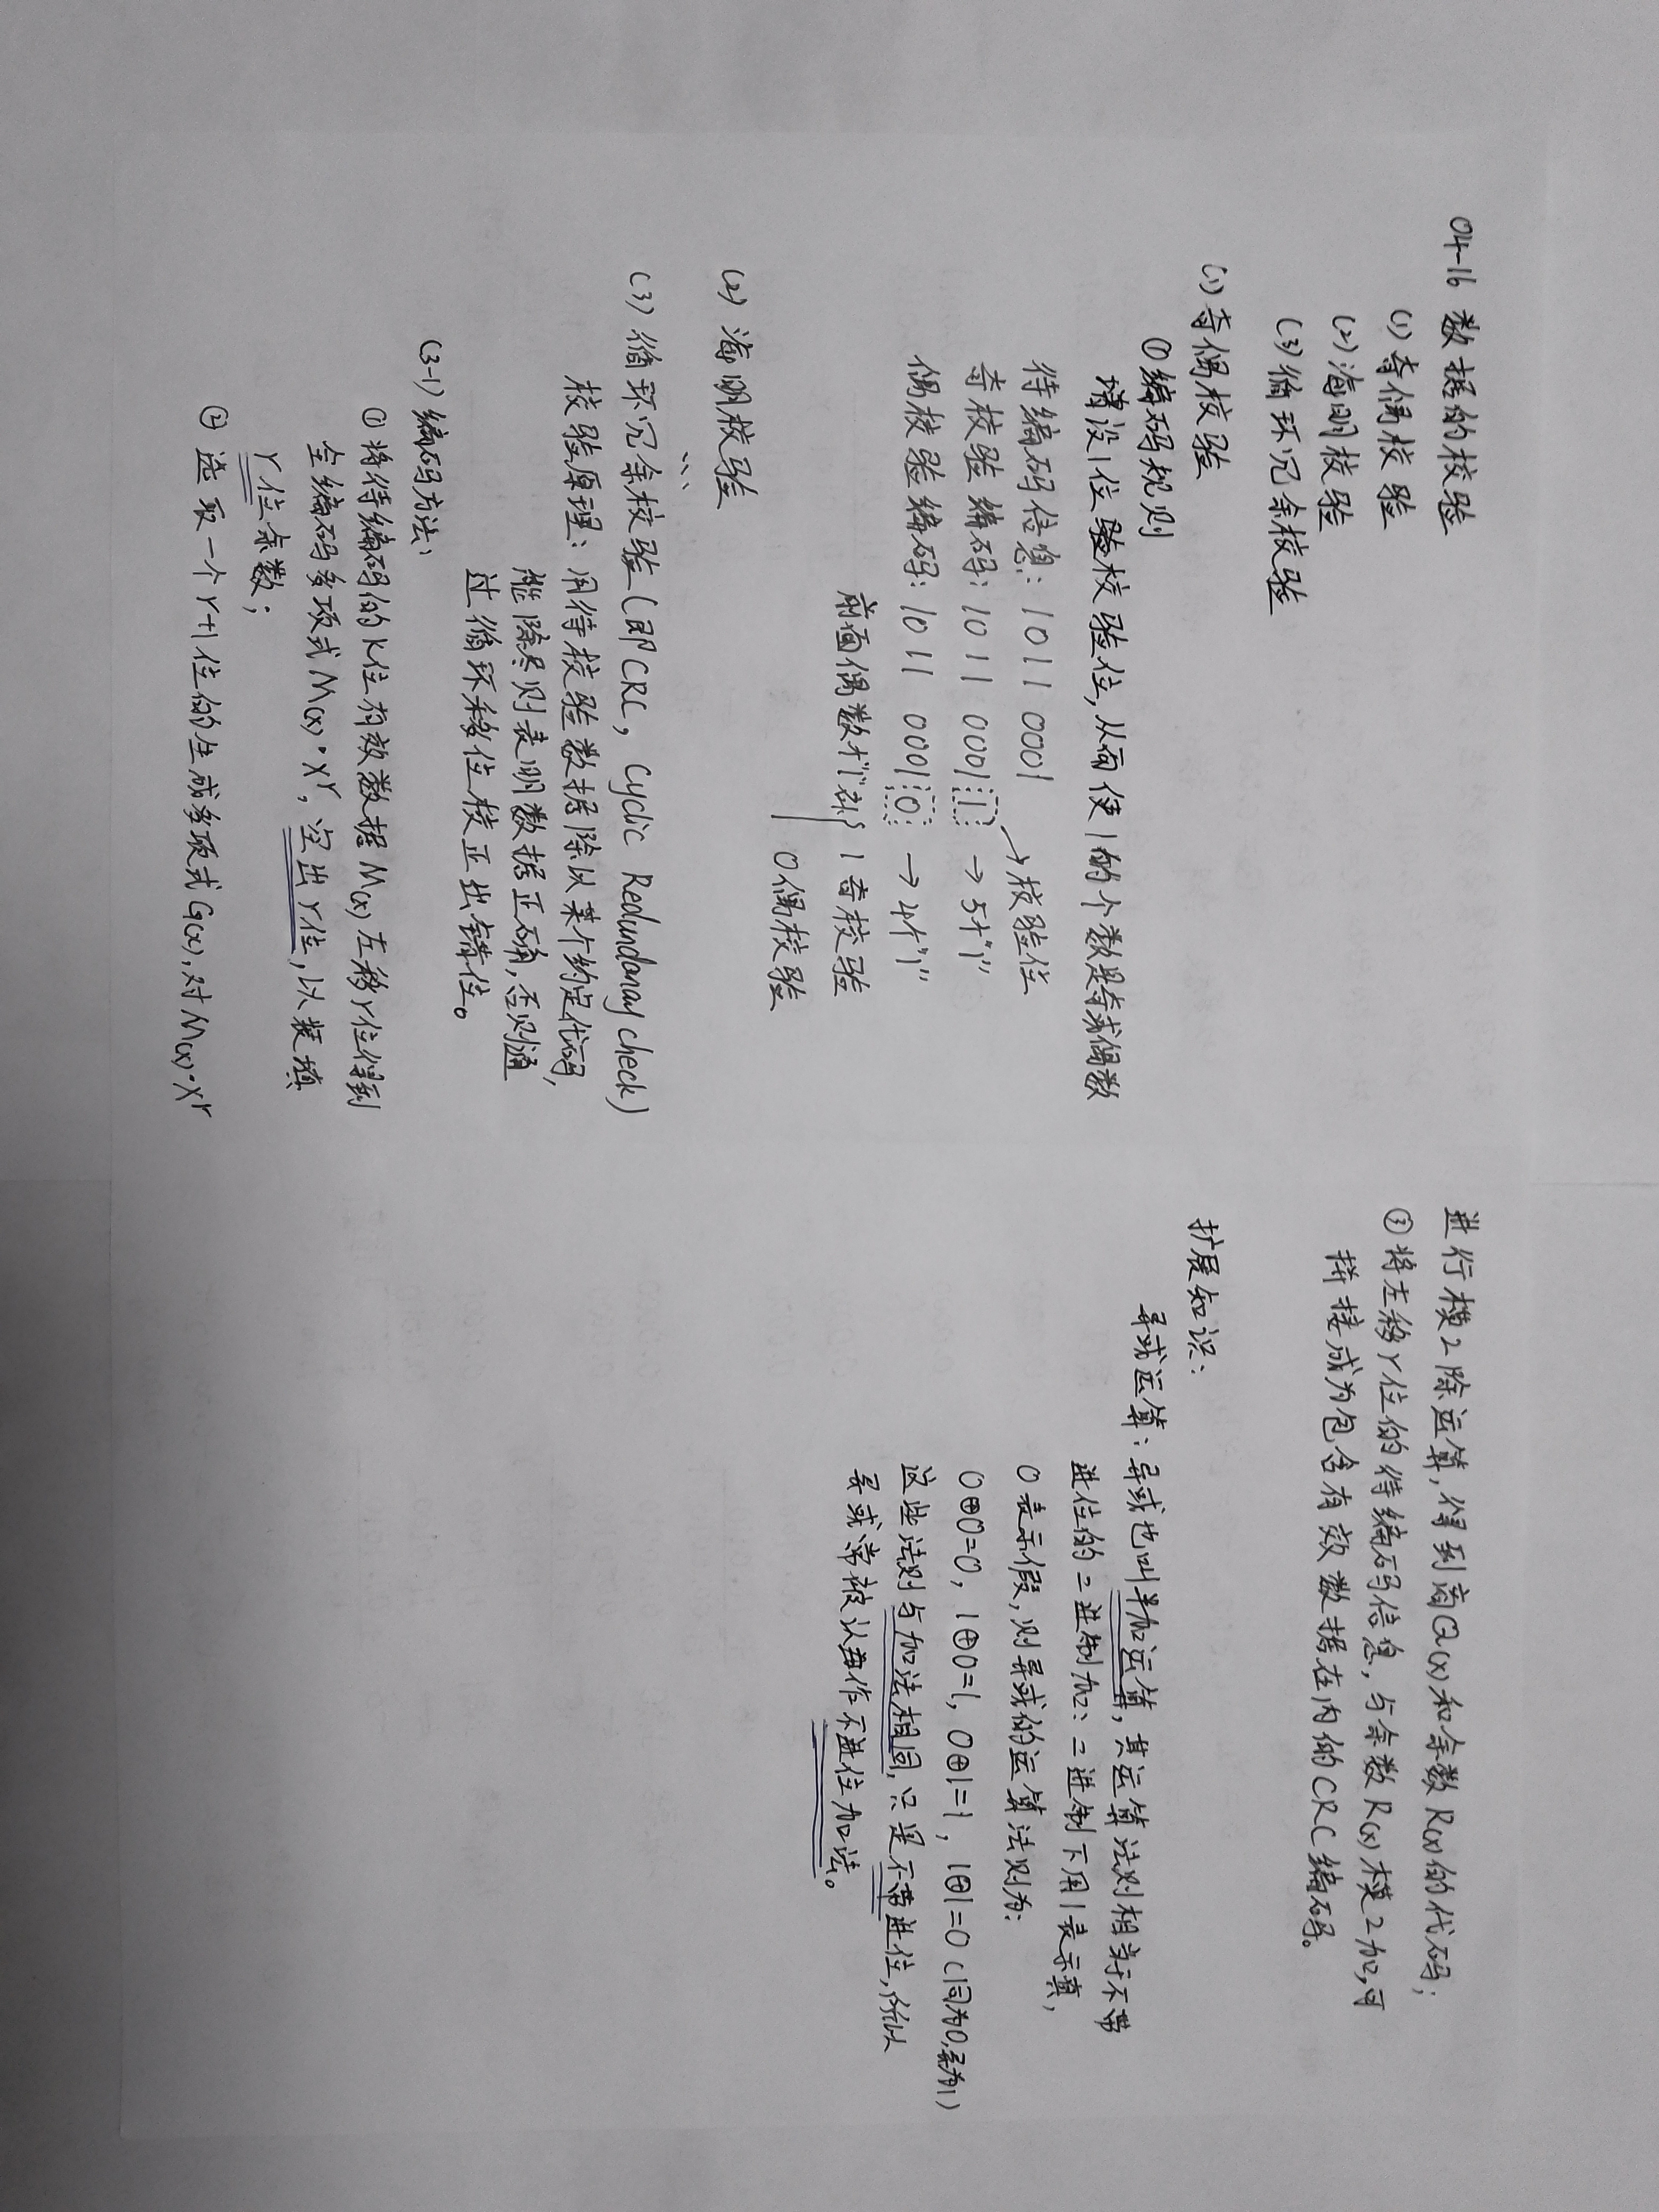 04-16 数据的校验
(1) 奇偶校验
(2) 海明校验
(3) 循环冗余校验
(1) 奇偶校验
① 编码规则
增设1位校验位,从而使1的个数是奇或偶数
待编码信息: 1011 0001
→校验位
奇校验编码: 1011 0001 1 → 5个"1"
偶校验编码: 1011 0001 0 → 4个"1"
前面偶数个"1"补 1 奇校验
0 偶校验
(2) 海明校验
...
(3) 循环冗余校验(即CRC, Cyclic Redundanay check)
校验原理: 用待校验数据除以某个约定代码,
能除尽则表明数据正确,否则通
过循环移位校正出错位。
(3-1) 编码方法:
① 将待编码的K位有效数据M(x)左移r位得到
全编码多项式M(x)·Xʳ, 空出r位,以装填
r位余数;
② 选取一个r+1位的生成多项式G(x), 对M(x)·Xʳ
进行模2除运算,得到商Q(x)和余数R(x)的代码;
③ 将左移r位的待编码信息,与余数R(x)模2加,可
拼接成为包含有效数据在内的CRC编码。
扩展知识:
异或运算: 异或也叫半加运算,其运算法则相当于不带
进位的二进制加: 二进制下用1表示真,
0表示假,则异或的运算法则为:
0⊕0=0, 1⊕0=1, 0⊕1=1, 1⊕1=0 (同为0,异为1)
这些法则与加法相同,只是不带进位,所以
异或常被认作不进位加法。